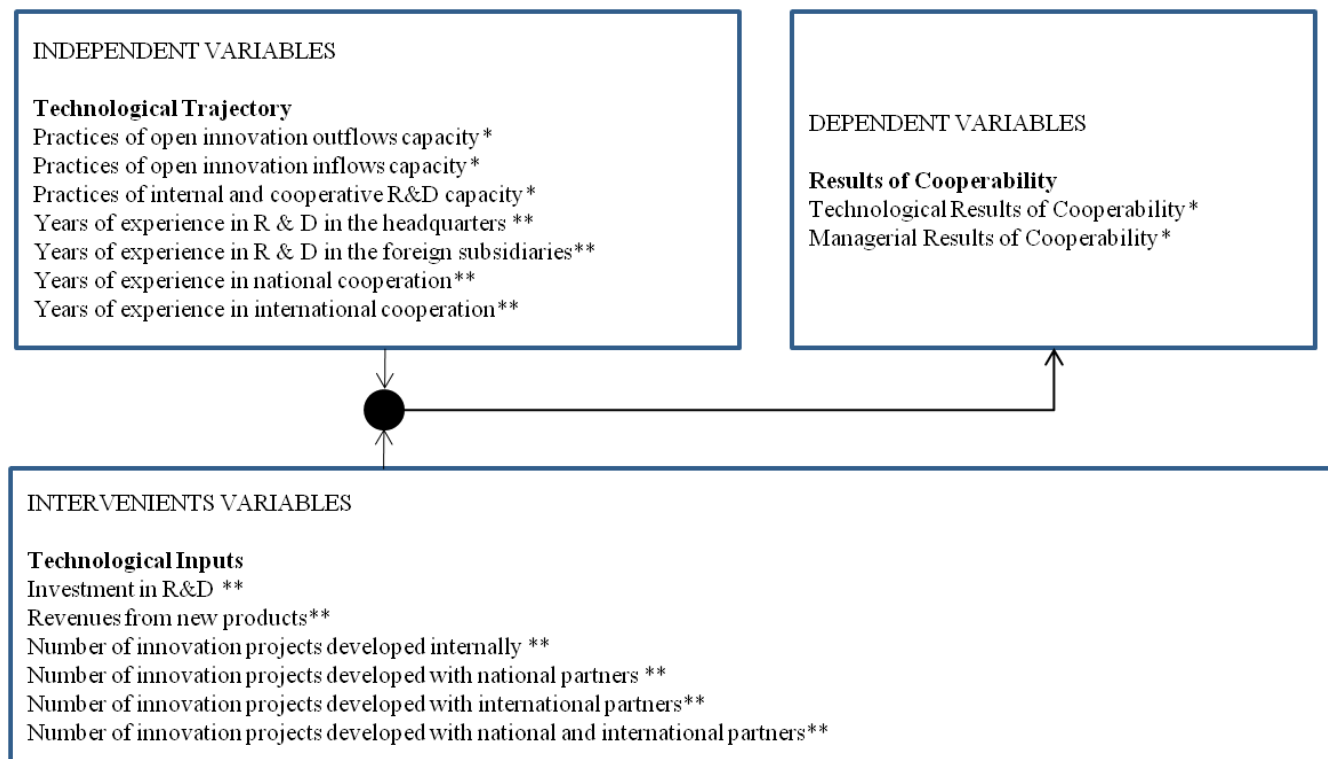 INDEPENDENT VARIABLES
Technological Trajectory
Practices of open innovation outflows capacity*
Practices of open innovation inflows capacity*
Practices of internal and cooperative R&D capacity*
Years of experience in R & D in the headquarters **
Years of experience in R & D in the foreign subsidiaries**
Years of experience in national cooperation**
Years of experience in international cooperation**
DEPENDENT VARIABLES
Results of Cooperability
Technological Results of Cooperability*
Managerial Results of Cooperability*
INTERVENIENTS VARIABLES
Technological Inputs
Investment in R&D **
Revenues from new products**
Number of innovation projects developed internally **
Number of innovation projects developed with national partners **
Number of innovation projects developed with international partners**
Number of innovation projects developed with national and international partners**